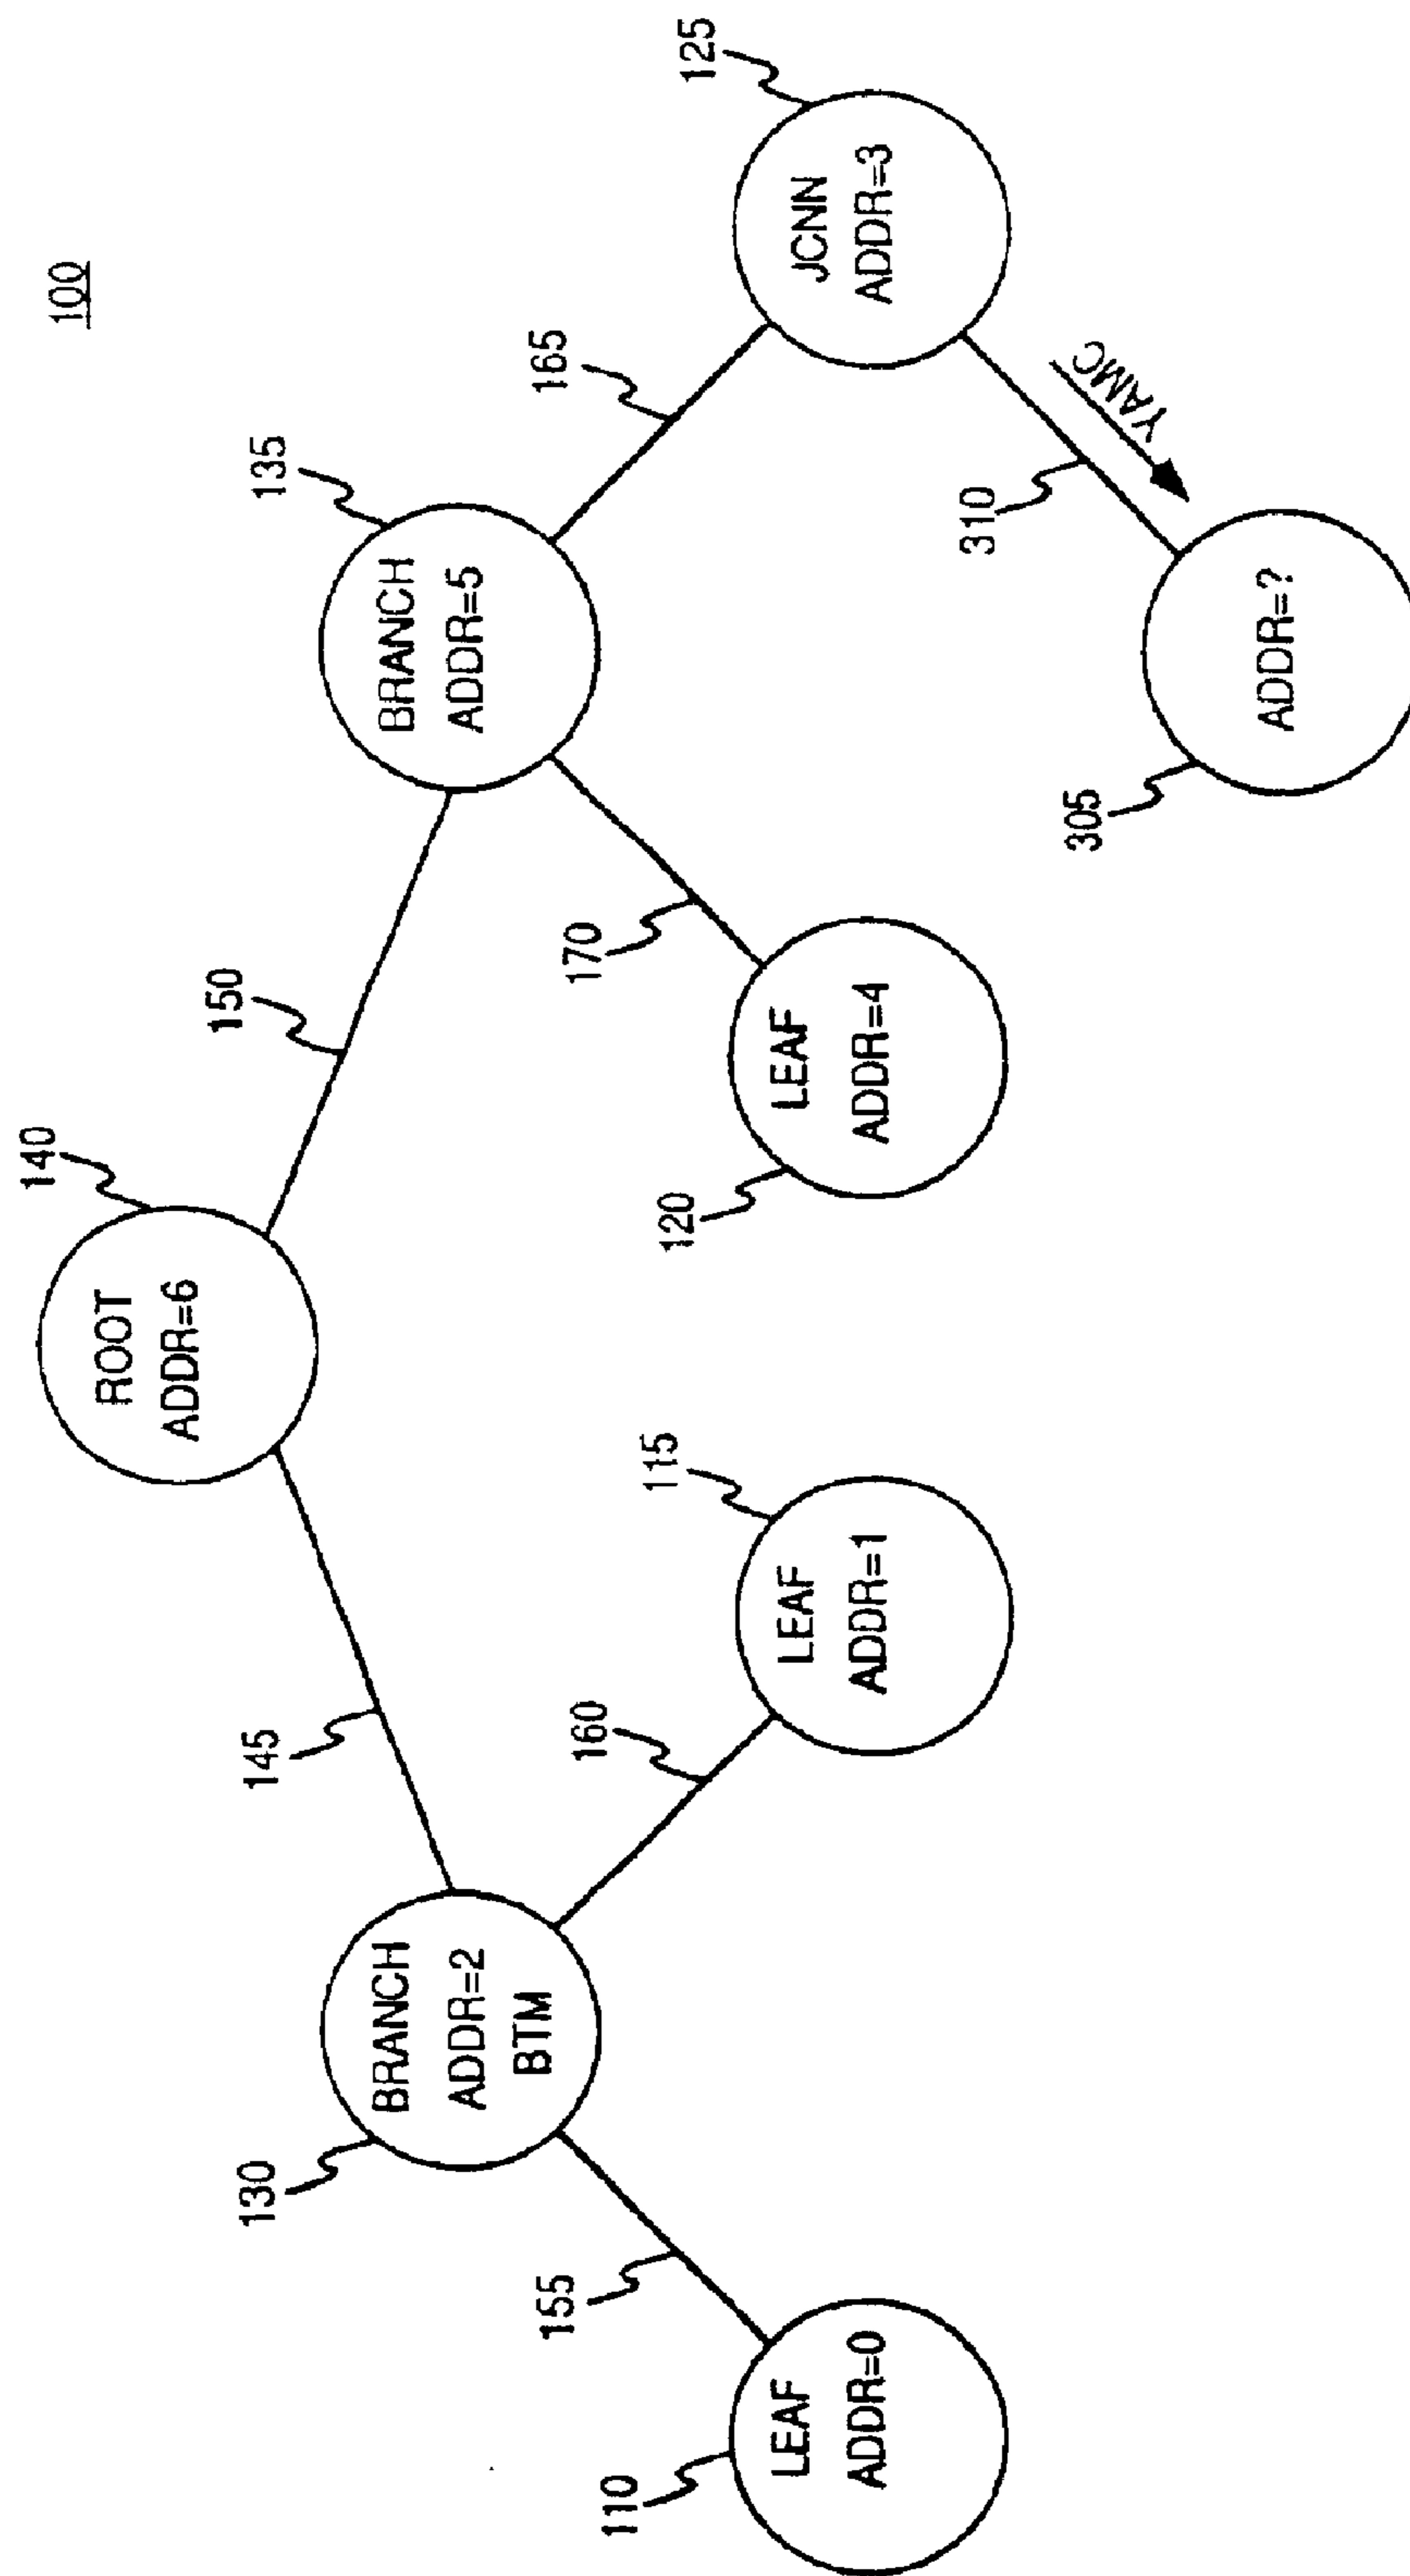 100
140
ROOT
ADDR=6
145
150
130
BRANCH
ADDR=2
BTM
135
BRANCH
ADDR=5
155
160
170
165
110
LEAF
ADDR=0
115
LEAF
ADDR=1
120
LEAF
ADDR=4
125
JCNN
ADDR=3
310
YAMC
305
ADDR=?